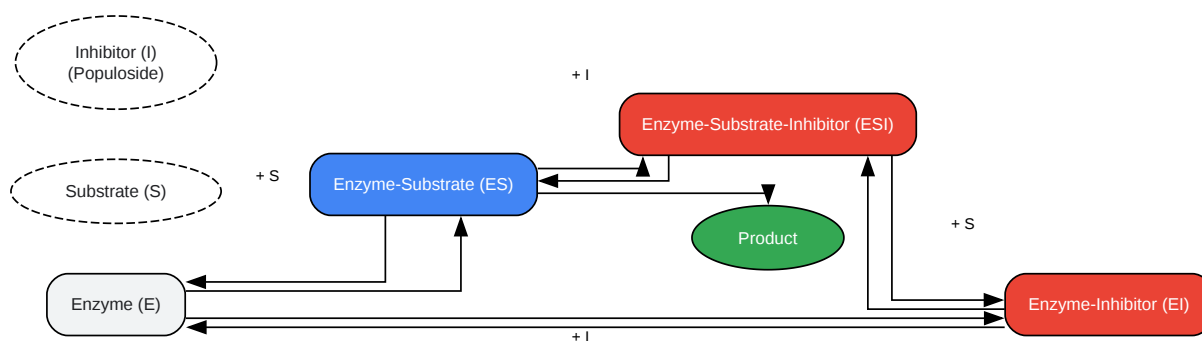 Inhibitor (I)
(Populoside)
+ I
Enzyme-Substrate-Inhibitor (ESI)
Substrate (S)
+ S
Enzyme-Substrate (ES)
Product
+ S
Enzyme (E)
Enzyme-Inhibitor (EI)
+ I